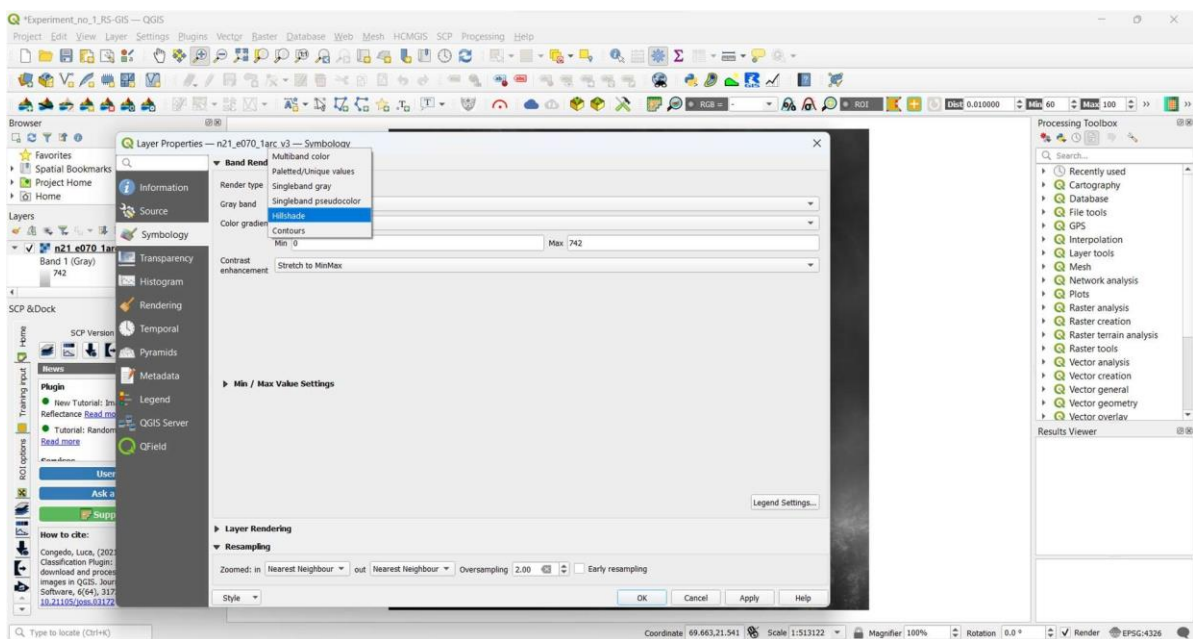 *Experiment_no_1_RS-GIS — QGIS
Project Edit View Layer Settings Plugins Vector Raster Database Web Mesh HCMGIS SCP Processing Help
RGB = - ROI Dist 0.010000 Min 60 Max 100
Browser
Favorites
Spatial Bookmarks
Project Home
Home
Layers
n21_e070_1ar
Band 1 (Gray)
742
SCP &Dock
Home
Training input
ROI options
SCP Version
News
Plugin
New Tutorial: Im
Reflectance Read mo
Tutorial: Random
Read more
User
Ask a
Supp
How to cite:
Congedo, Luca, (2021
Classification Plugin:
download and proces
images in QGIS. Jour
Software, 6(64), 317
10.21105/joss.03172
Layer Properties — n21_e070_1arc_v3 — Symbology
Information
Source
Symbology
Transparency
Histogram
Rendering
Temporal
Pyramids
Metadata
Legend
QGIS Server
QField
Band Rend
Render type
Gray band
Color gradien
Multiband color
Paletted/Unique values
Singleband gray
Singleband pseudocolor
Hillshade
Contours
Min 0 Max 742
Contrast
enhancement Stretch to MinMax
Min / Max Value Settings
Legend Settings...
Layer Rendering
Resampling
Zoomed: in Nearest Neighbour out Nearest Neighbour Oversampling 2.00 Early resampling
Style OK Cancel Apply Help
Processing Toolbox
Search...
Recently used
Cartography
Database
File tools
GPS
Interpolation
Layer tools
Mesh
Network analysis
Plots
Raster analysis
Raster creation
Raster terrain analysis
Raster tools
Vector analysis
Vector creation
Vector general
Vector geometry
Vector overlay
Results Viewer
Type to locate (Ctrl+K) Coordinate 69.663,21.541 Scale 1:513122 Magnifier 100% Rotation 0.0 ° Render EPSG:4326